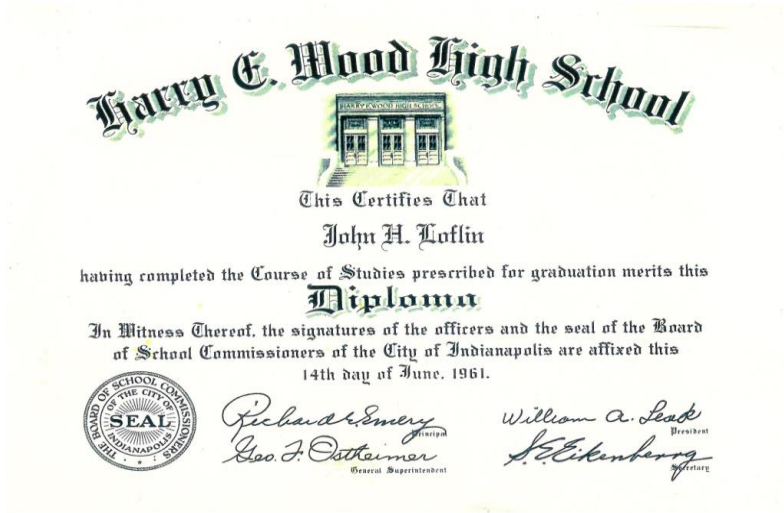 Harry E. Wood High School
HARRY E. WOOD HIGH SCHOOL
This Certifies That
John H. Loflin
having completed the Course of Studies prescribed for graduation merits this
Diploma
In Witness Thereof, the signatures of the officers and the seal of the Board
of School Commissioners of the City of Indianapolis are affixed this
14th day of June, 1961.
THE BOARD OF SCHOOL COMMISSIONERS
OF THE CITY OF
SEAL
INDIANAPOLIS
Richard E. Emery
Principal
Geo. F. Ostheimer
General Superintendent
William A. Leak
President
S. E. Eikenberry
Secretary